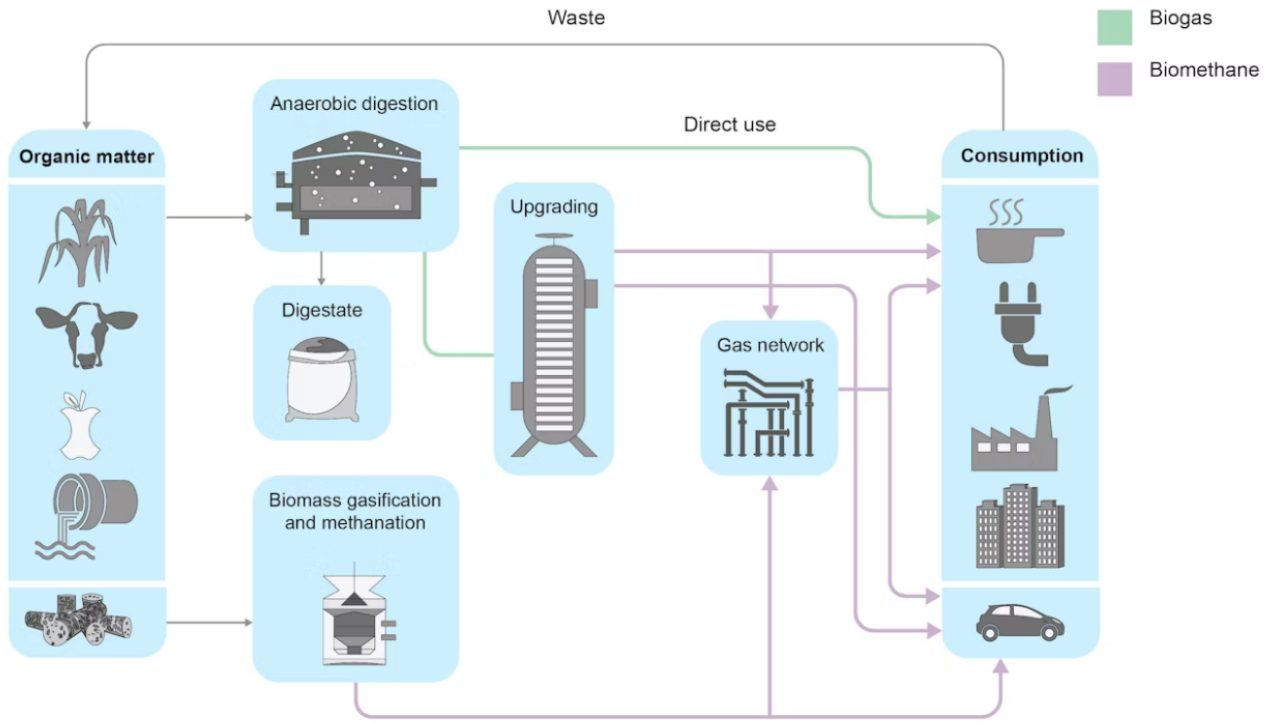 Waste
Biogas
Biomethane
Anaerobic digestion
Direct use
Organic matter
Consumption
Upgrading
Digestate
Gas network
Biomass gasification
and methanation